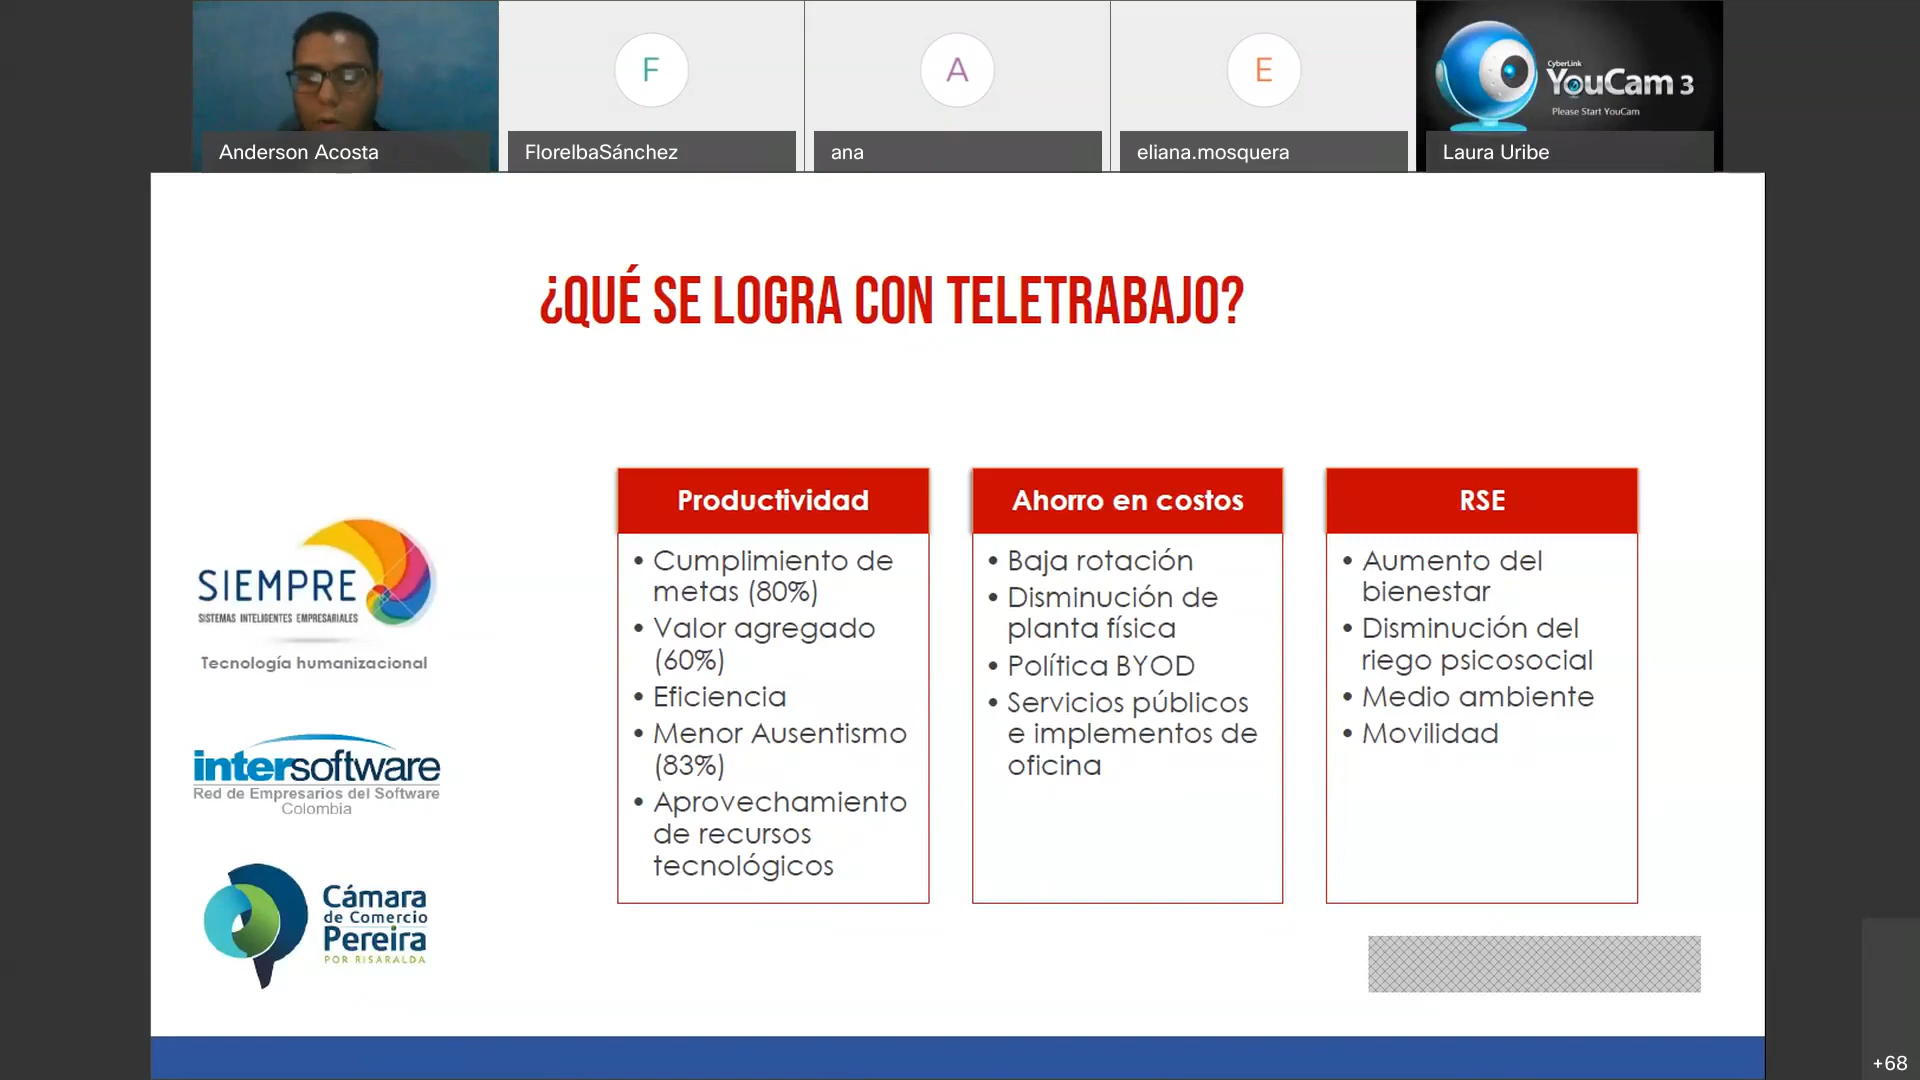 Anderson Acosta
F
FlorelbaSánchez
A
ana
E
eliana.mosquera
CyberLink
YouCam 3
Please Start YouCam
Laura Uribe
¿QUÉ SE LOGRA CON TELETRABAJO?
SIEMPRE
SISTEMAS INTELIGENTES EMPRESARIALES
Tecnología humanizacional
intersoftware
Red de Empresarios del Software
Colombia
Cámara
de Comercio
Pereira
POR RISARALDA
Productividad
• Cumplimiento de
metas (80%)
• Valor agregado
(60%)
• Eficiencia
• Menor Ausentismo
(83%)
• Aprovechamiento
de recursos
tecnológicos
Ahorro en costos
• Baja rotación
• Disminución de
planta física
• Política BYOD
• Servicios públicos
e implementos de
oficina
RSE
• Aumento del
bienestar
• Disminución del
riego psicosocial
• Medio ambiente
• Movilidad
+68